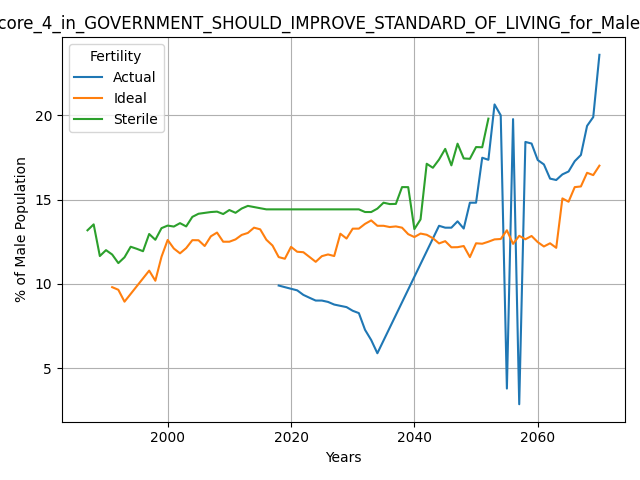 core_4_in_GOVERNMENT_SHOULD_IMPROVE_STANDARD_OF_LIVING_for_Male
Fertility
Actual
Ideal
Sterile
% of Male Population
20
15
10
5
2000
2020
2040
2060
Years